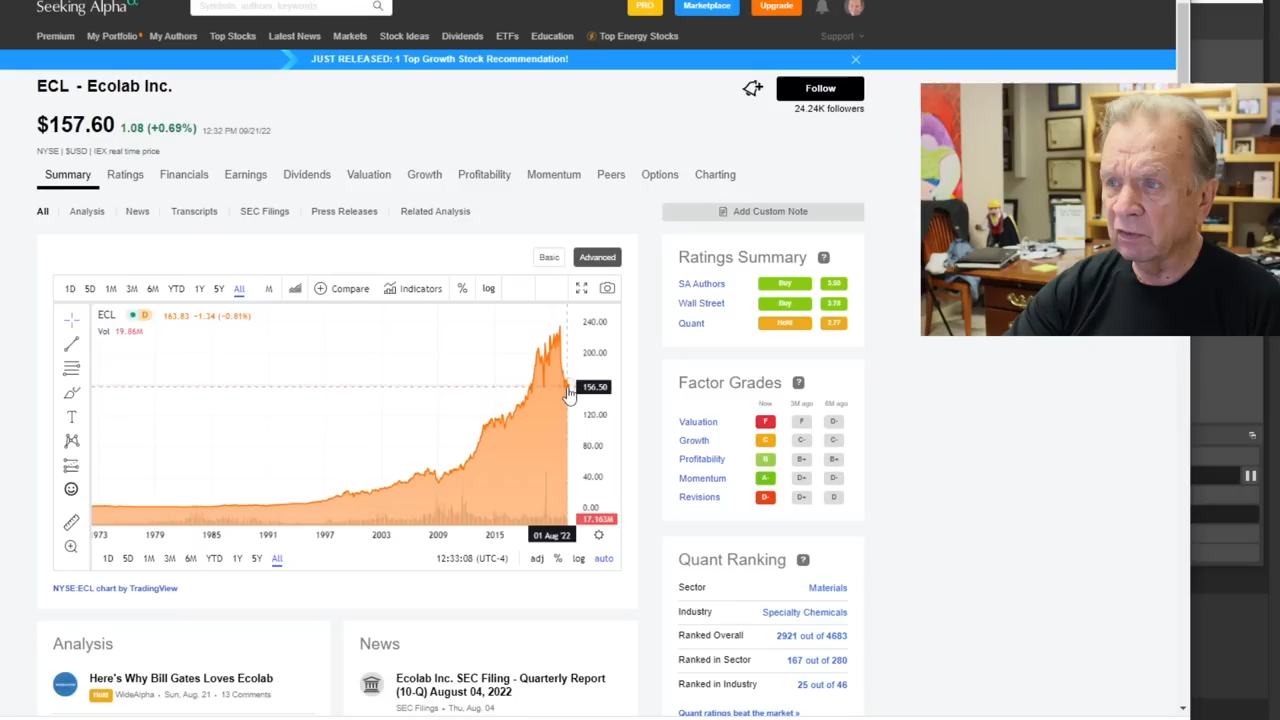 Seeking Alpha α
Symbols, authors, keywords
PRO
Marketplace
Upgrade
Premium My Portfolio My Authors Top Stocks Latest News Markets Stock Ideas Dividends ETFs Education Top Energy Stocks Support
JUST RELEASED: 1 Top Growth Stock Recommendation!
ECL - Ecolab Inc.
Follow
24.24K followers
$157.60 1.08 (+0.69%) 12:32 PM 09/21/22
NYSE | $USD | IEX real time price
Summary Ratings Financials Earnings Dividends Valuation Growth Profitability Momentum Peers Options Charting
All Analysis News Transcripts SEC Filings Press Releases Related Analysis
Add Custom Note
Basic Advanced
1D 5D 1M 3M 6M YTD 1Y 5Y All M Compare Indicators % log
ECL D 163.83 -1.34 (-0.81%)
Vol 19.86M
240.00
200.00
156.50
120.00
80.00
40.00
0.00
17.163M
1973 1979 1985 1991 1997 2003 2009 2015 01 Aug '22
1D 5D 1M 3M 6M YTD 1Y 5Y All 12:33:08 (UTC-4) adj % log auto
NYSE:ECL chart by TradingView
Ratings Summary ?
SA Authors Buy 3.50
Wall Street Buy 3.78
Quant Hold 2.77
Factor Grades ?
Now 3M ago 6M ago
Valuation F F D-
Growth C C- C-
Profitability B B+ B+
Momentum A- D+ D-
Revisions D- D+ D
Quant Ranking ?
Sector Materials
Industry Specialty Chemicals
Ranked Overall 2921 out of 4683
Ranked in Sector 167 out of 280
Ranked in Industry 25 out of 46
Quant ratings beat the market »
Analysis
Here's Why Bill Gates Loves Ecolab
Hold WideAlpha • Sun, Aug. 21 • 13 Comments
News
Ecolab Inc. SEC Filing - Quarterly Report
(10-Q) August 04, 2022
SEC Filings • Thu, Aug. 04